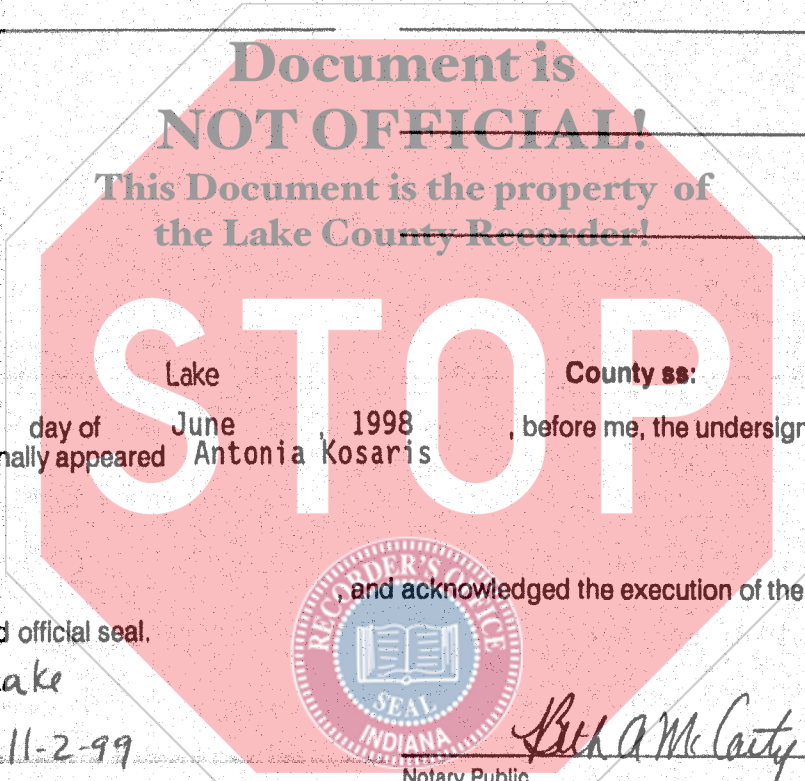 Document is
NOT OFFICIAL!
This Document is the property of
the Lake County Recorder!
STOP
Lake County ss:
day of June , 1998 , before me, the undersign
nally appeared Antonia Kosaris
, and acknowledged the execution of the
d official seal.
ake
11-2-99
RECORDER'S OFFICE
SEAL
INDIANA
Beth A McCarty
Notary Public